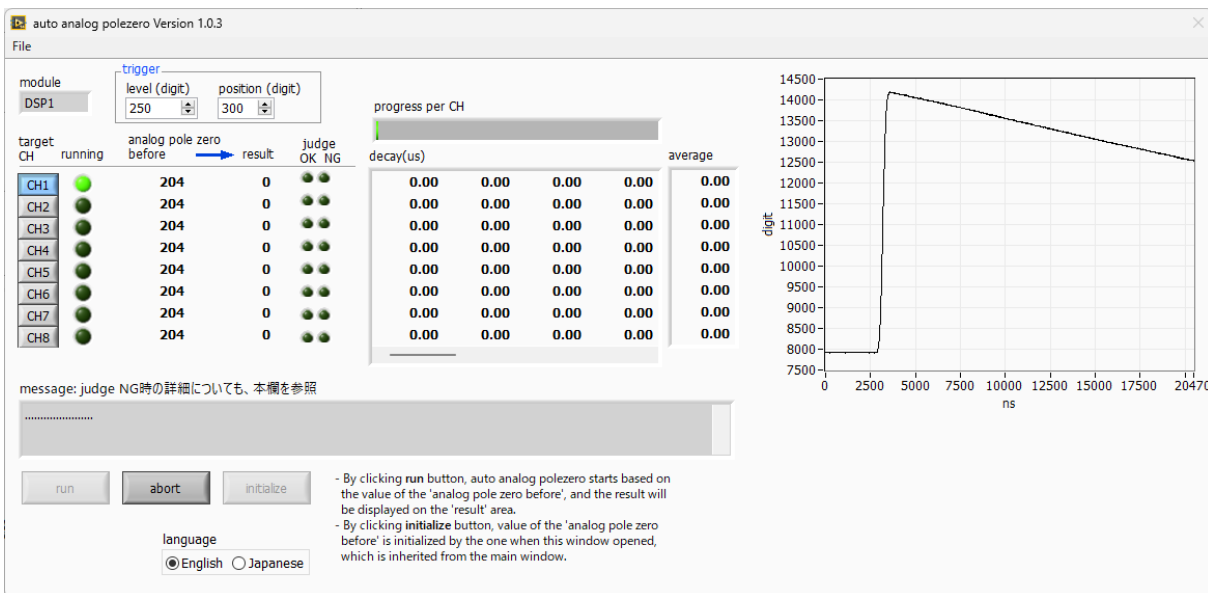 auto analog polezero Version 1.0.3
File
module
DSP1
trigger
level (digit) position (digit)
250 300
target CH running analog pole zero before result judge OK NG
CH1 204 0
CH2 204 0
CH3 204 0
CH4 204 0
CH5 204 0
CH6 204 0
CH7 204 0
CH8 204 0
progress per CH
decay(us) average
0.00 0.00 0.00 0.00 0.00
0.00 0.00 0.00 0.00 0.00
0.00 0.00 0.00 0.00 0.00
0.00 0.00 0.00 0.00 0.00
0.00 0.00 0.00 0.00 0.00
0.00 0.00 0.00 0.00 0.00
0.00 0.00 0.00 0.00 0.00
0.00 0.00 0.00 0.00 0.00
14500
14000
13500
13000
12500
12000
11500
11000
10500
10000
9500
9000
8500
8000
7500
digit
0 2500 5000 7500 10000 12500 15000 17500 20470
ns
message: judge NG時の詳細についても、本欄を参照
......................
run abort initialize
- By clicking run button, auto analog polezero starts based
on the value of the 'analog pole zero before', and the result will
be displayed on the 'result' area.
- By clicking initialize button, value of the 'analog pole zero
before' is initialized by the one when this window opened,
which is inherited from the main window.
language
English Japanese